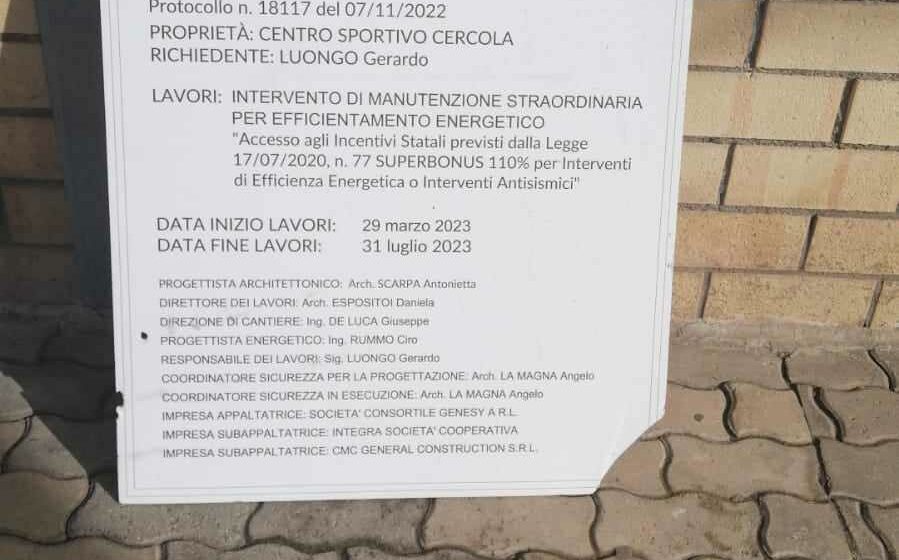 Protocollo n. 18117 del 07/11/2022
PROPRIETÀ: CENTRO SPORTIVO CERCOLA
RICHIEDENTE: LUONGO Gerardo
LAVORI: INTERVENTO DI MANUTENZIONE STRAORDINARIA
PER EFFICIENTAMENTO ENERGETICO
"Accesso agli Incentivi Statali previsti dalla Legge
17/07/2020, n. 77 SUPERBONUS 110% per Interventi
di Efficienza Energetica o Interventi Antisismici"
DATA INIZIO LAVORI: 29 marzo 2023
DATA FINE LAVORI: 31 luglio 2023
PROGETTISTA ARCHITETTONICO: Arch. SCARPA Antonietta
DIRETTORE DEI LAVORI: Arch. ESPOSITOI Daniela
DIREZIONE DI CANTIERE: Ing. DE LUCA Giuseppe
PROGETTISTA ENERGETICO: Ing. RUMMO Ciro
RESPONSABILE DEI LAVORI: Sig. LUONGO Gerardo
COORDINATORE SICUREZZA PER LA PROGETTAZIONE: Arch. LA MAGNA Angelo
COORDINATORE SICUREZZA IN ESECUZIONE: Arch. LA MAGNA Angelo
IMPRESA APPALTATRICE: SOCIETA' CONSORTILE GENESY A R.L.
IMPRESA SUBAPPALTATRICE: INTEGRA SOCIETA' COOPERATIVA
IMPRESA SUBAPPALTATRICE: CMC GENERAL CONSTRUCTION S.R.L.